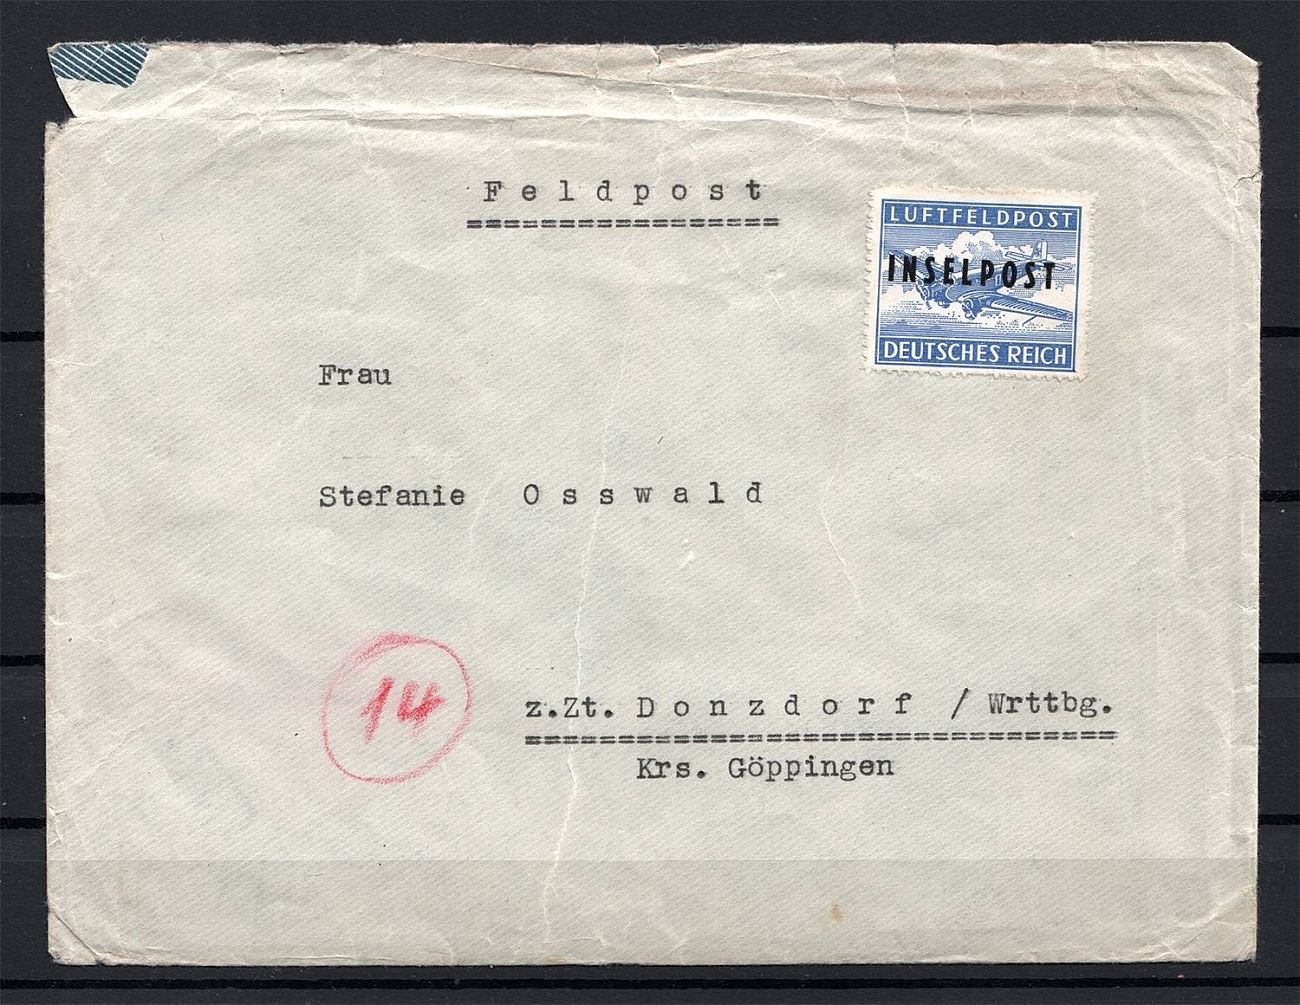 Feldpost
LUFTFELDPOST
INSELPOST
DEUTSCHES REICH
Frau
Stefanie Osswald
14
z.Zt. Donzdorf / Wrttbg.
Krs. Göppingen